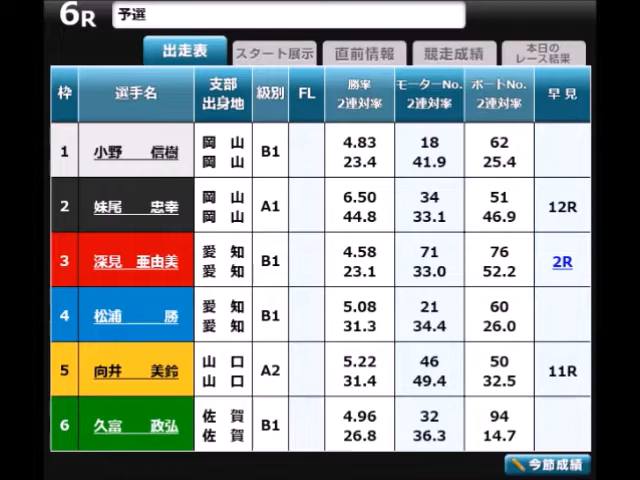 6R 予選
出走表 スタート展示 直前情報 競走成績 本日の
レース結果
枠 選手名 支部 級別 FL 勝率 モーターNo. ボートNo. 早見
出身地 2連対率 2連対率 2連対率
1 小野 信樹 岡山 B1 4.83 18 62
岡山 23.4 41.9 25.4
2 妹尾 忠幸 岡山 A1 6.50 34 51 12R
岡山 44.8 33.1 46.9
3 深見 亜由美 愛知 B1 4.58 71 76 2R
愛知 23.1 33.0 52.2
4 松浦 勝 愛知 B1 5.08 21 60
愛知 31.3 34.4 26.0
5 向井 美鈴 山口 A2 5.22 46 50 11R
山口 31.4 49.4 32.5
6 久富 政弘 佐賀 B1 4.96 32 94
佐賀 26.8 36.3 14.7
今節成績